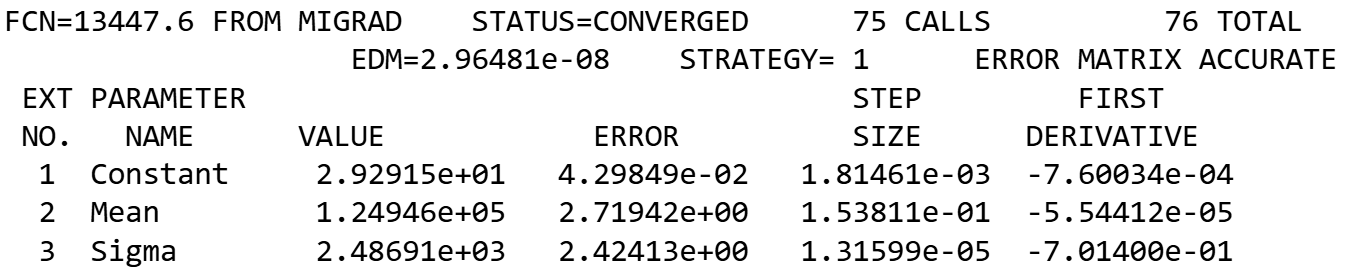 FCN=13447.6 FROM MIGRAD    STATUS=CONVERGED      75 CALLS          76 TOTAL
                    EDM=2.96481e-08    STRATEGY= 1      ERROR MATRIX ACCURATE
 EXT PARAMETER                                   STEP         FIRST
 NO.   NAME      VALUE            ERROR          SIZE      DERIVATIVE
  1  Constant     2.92915e+01   4.29849e-02   1.81461e-03  -7.60034e-04
  2  Mean         1.24946e+05   2.71942e+00   1.53811e-01  -5.54412e-05
  3  Sigma        2.48691e+03   2.42413e+00   1.31599e-05  -7.01400e-01